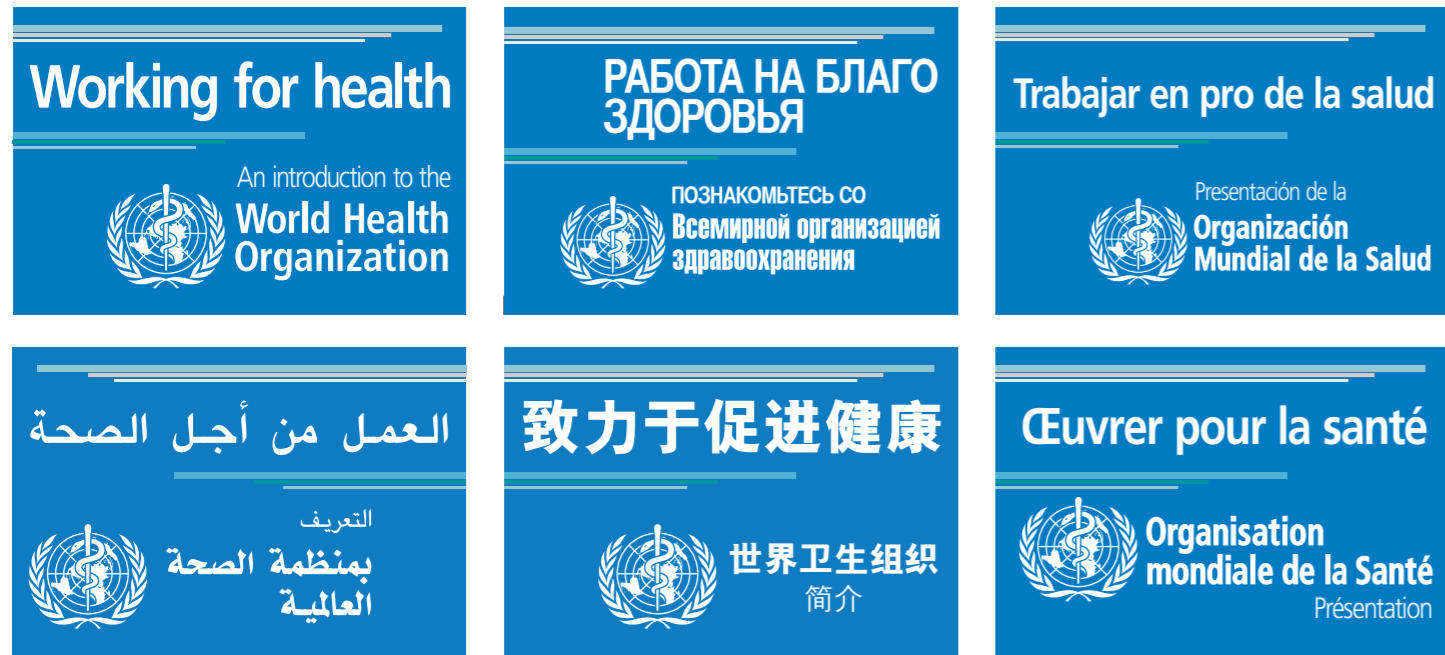 Working for health
An introduction to the
World Health
Organization
РАБОТА НА БЛАГО
ЗДОРОВЬЯ
ПОЗНАКОМЬТЕСЬ СО
Всемирной организацией
здравоохранения
Trabajar en pro de la salud
Presentación de la
Organización
Mundial de la Salud
العمل من أجل الصحة
التعريف
بمنظمة الصحة
العالمية
致力于促进健康
世界卫生组织
简介
Œuvrer pour la santé
Organisation
mondiale de la Santé
Présentation